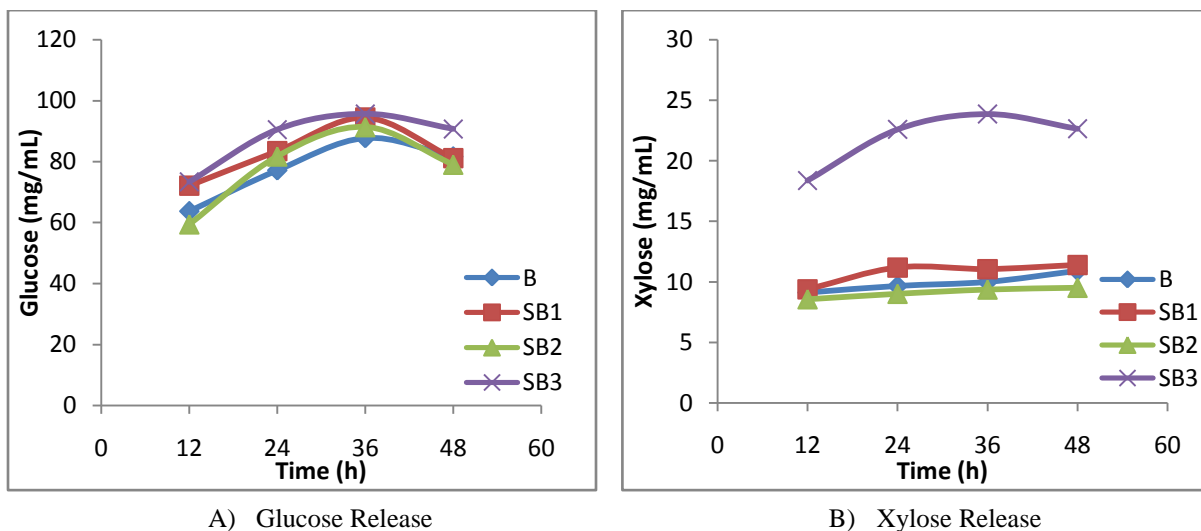 120
100
80
60
40
20
0
Glucose (mg/mL)
0 12 24 36 48 60
Time (h)
B
SB1
SB2
SB3
A) Glucose Release
30
25
20
15
10
5
0
Xylose (mg/mL)
0 12 24 36 48 60
Time (h)
B
SB1
SB2
SB3
B) Xylose Release